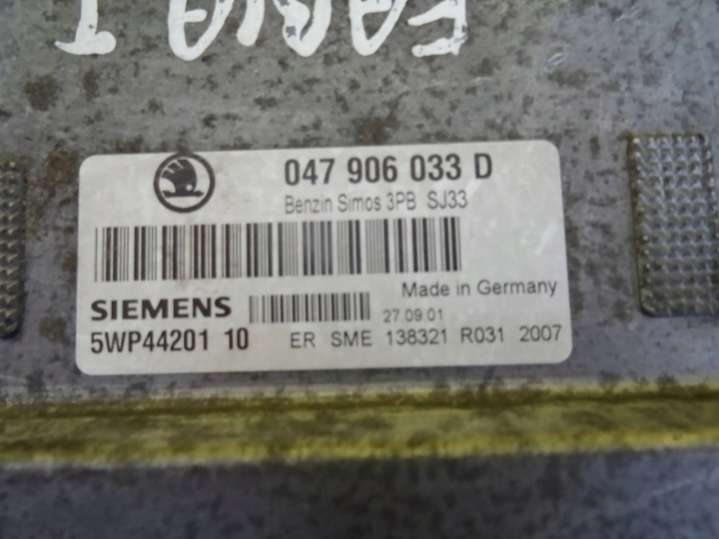 FABIA I
047 906 033 D
Benzin Simos 3PB SJ33
Made in Germany
SIEMENS
27.09.01
5WP44201 10 ER SME 138321 R031 2007